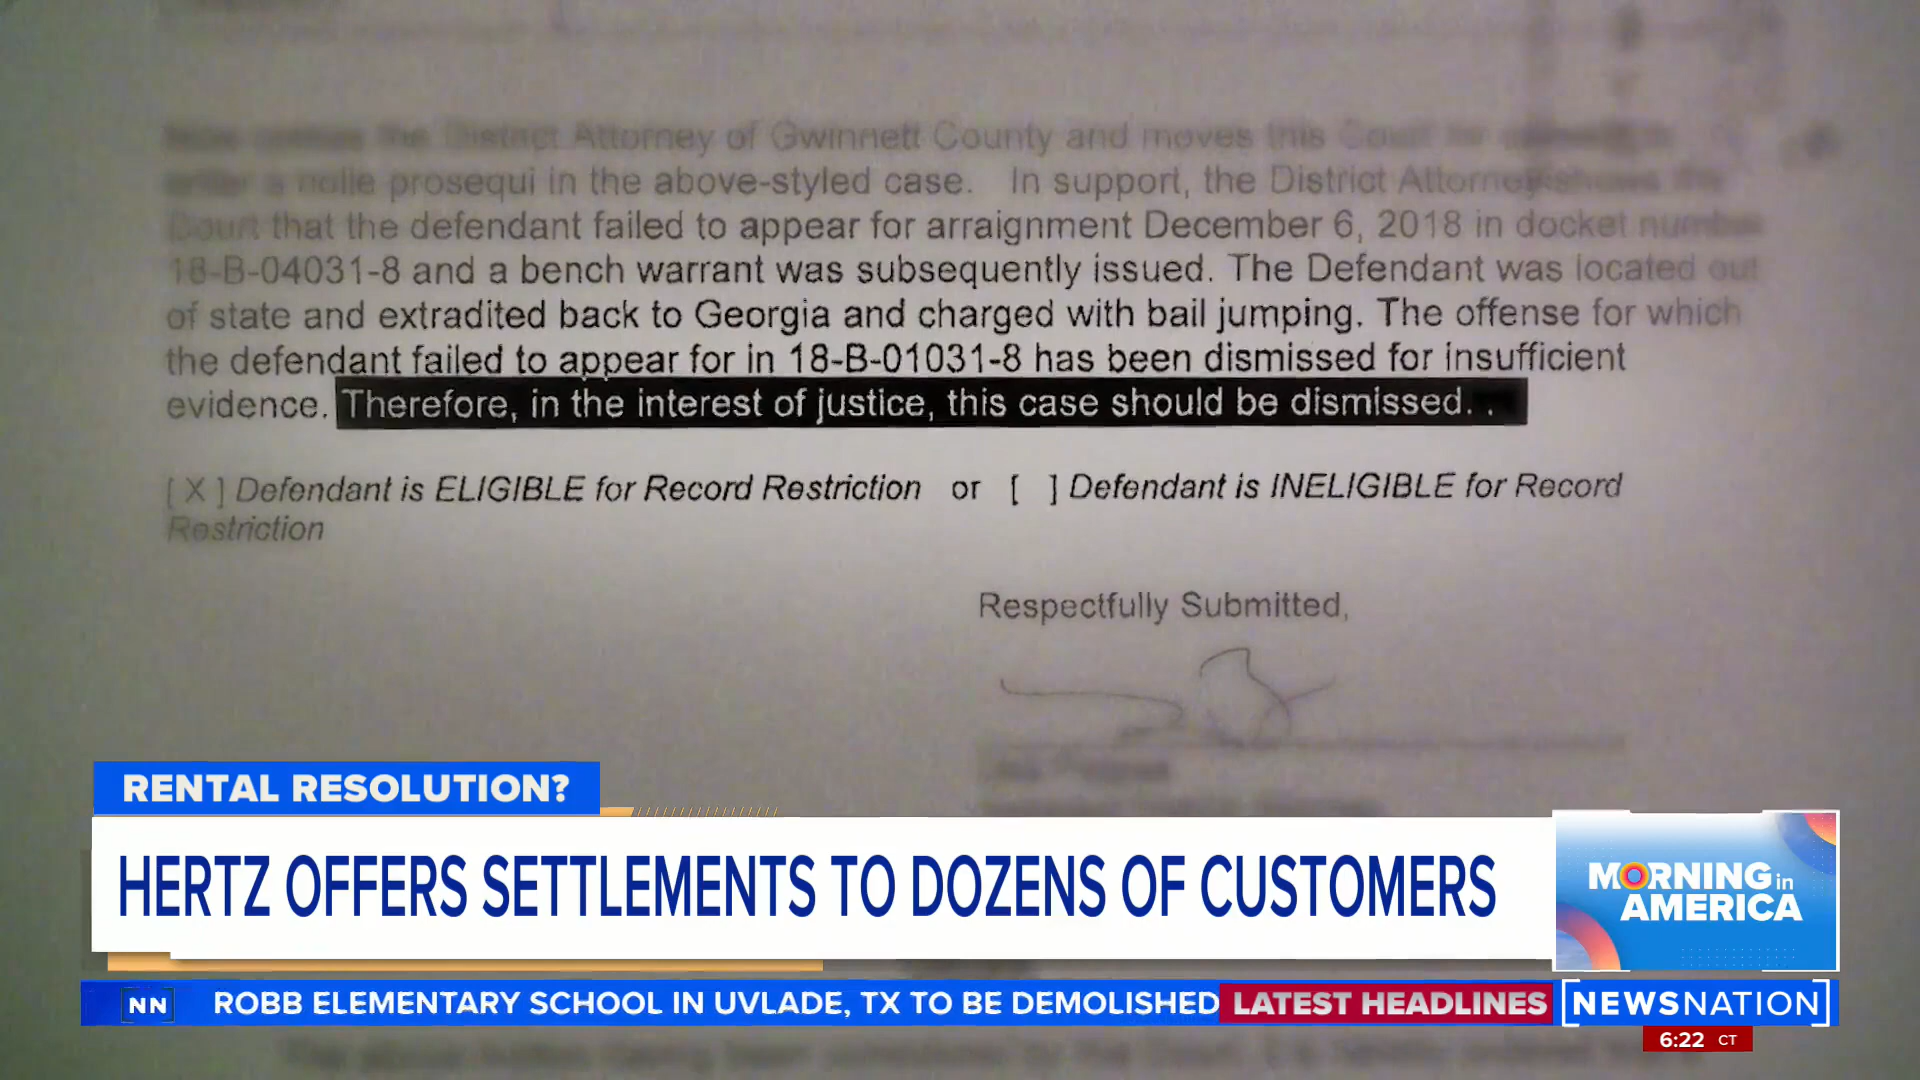 District Attorney of Gwinnett County and moves this Court
a nolle prosequi in the above-styled case. In support, the District Attorney shows the
Court that the defendant failed to appear for arraignment December 6, 2018 in docket number
18-B-04031-8 and a bench warrant was subsequently issued. The Defendant was located out
of state and extradited back to Georgia and charged with bail jumping. The offense for which
the defendant failed to appear for in 18-B-01031-8 has been dismissed for insufficient
evidence. Therefore, in the interest of justice, this case should be dismissed. .
[ X ] Defendant is ELIGIBLE for Record Restriction or [ ] Defendant is INELIGIBLE for Record
Restriction
Respectfully Submitted,
RENTAL RESOLUTION?
HERTZ OFFERS SETTLEMENTS TO DOZENS OF CUSTOMERS
MORNING in
AMERICA
NN ROBB ELEMENTARY SCHOOL IN UVLADE, TX TO BE DEMOLISHED LATEST HEADLINES [NEWSNATION]
6:22 CT